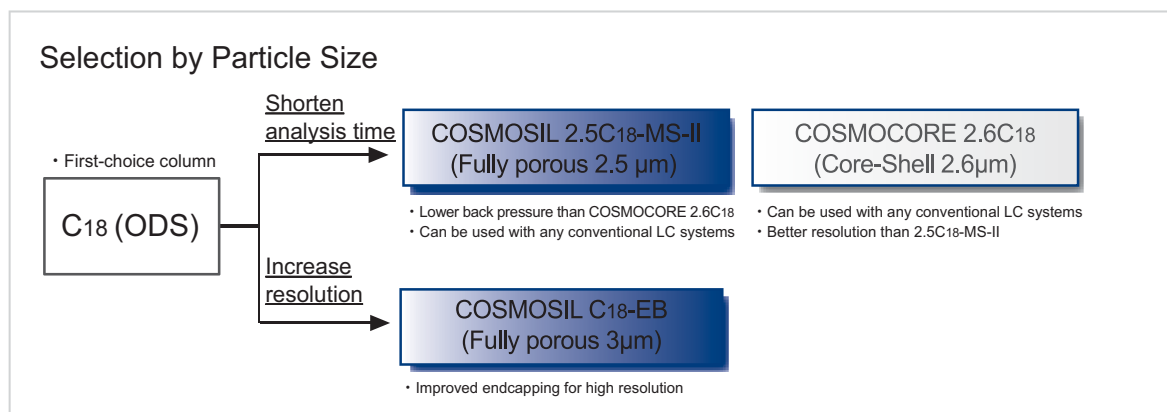 Selection by Particle Size
・First-choice column
C18 (ODS)
Shorten
analysis time
COSMOSIL 2.5C18-MS-II
(Fully porous 2.5 µm)
・Lower back pressure than COSMOCORE 2.6C18
・Can be used with any conventional LC systems
COSMOCORE 2.6C18
(Core-Shell 2.6µm)
・Can be used with any conventional LC systems
・Better resolution than 2.5C18-MS-II
Increase
resolution
COSMOSIL C18-EB
(Fully porous 3µm)
・Improved endcapping for high resolution